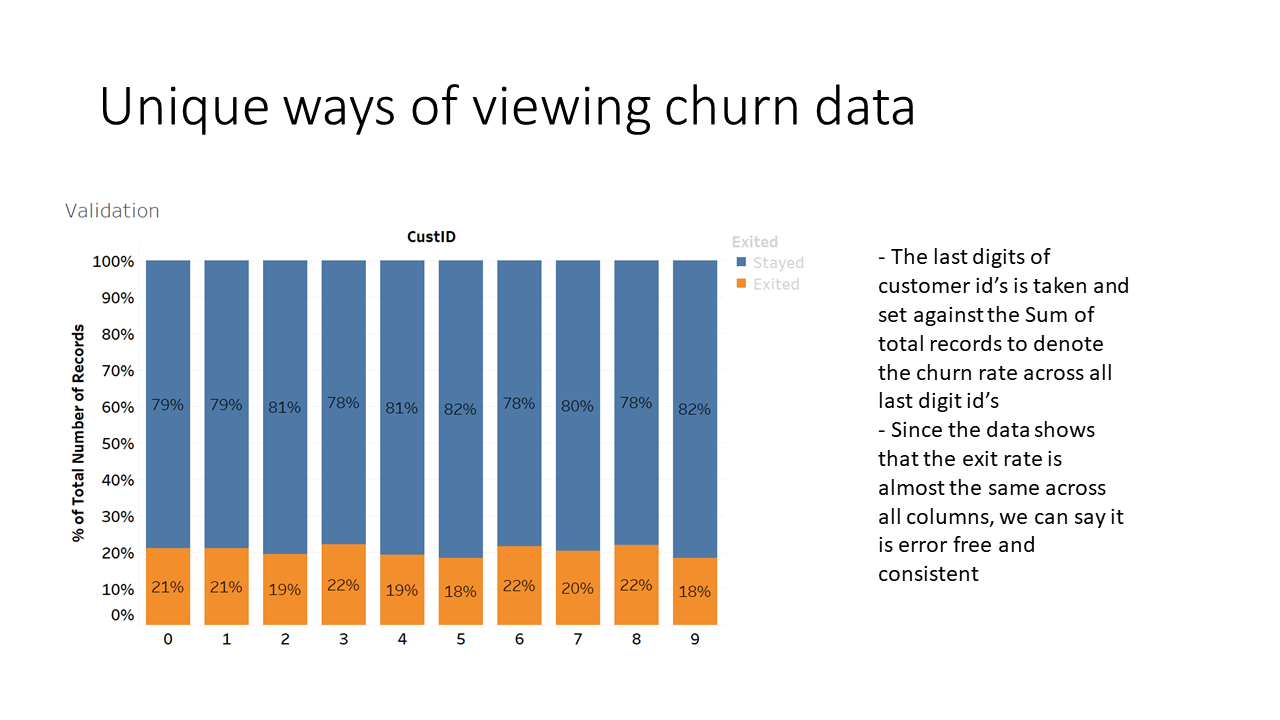 Unique ways of viewing churn data
Validation
CustID
Exited
Stayed
Exited
% of Total Number of Records
100%
90%
80%
70%
60%
50%
40%
30%
20%
10%
0%
79% 79% 81% 78% 81% 82% 78% 80% 78% 82%
21% 21% 19% 22% 19% 18% 22% 20% 22% 18%
0 1 2 3 4 5 6 7 8 9
- The last digits of
customer id’s is taken and
set against the Sum of
total records to denote
the churn rate across all
last digit id’s
- Since the data shows
that the exit rate is
almost the same across
all columns, we can say it
is error free and
consistent